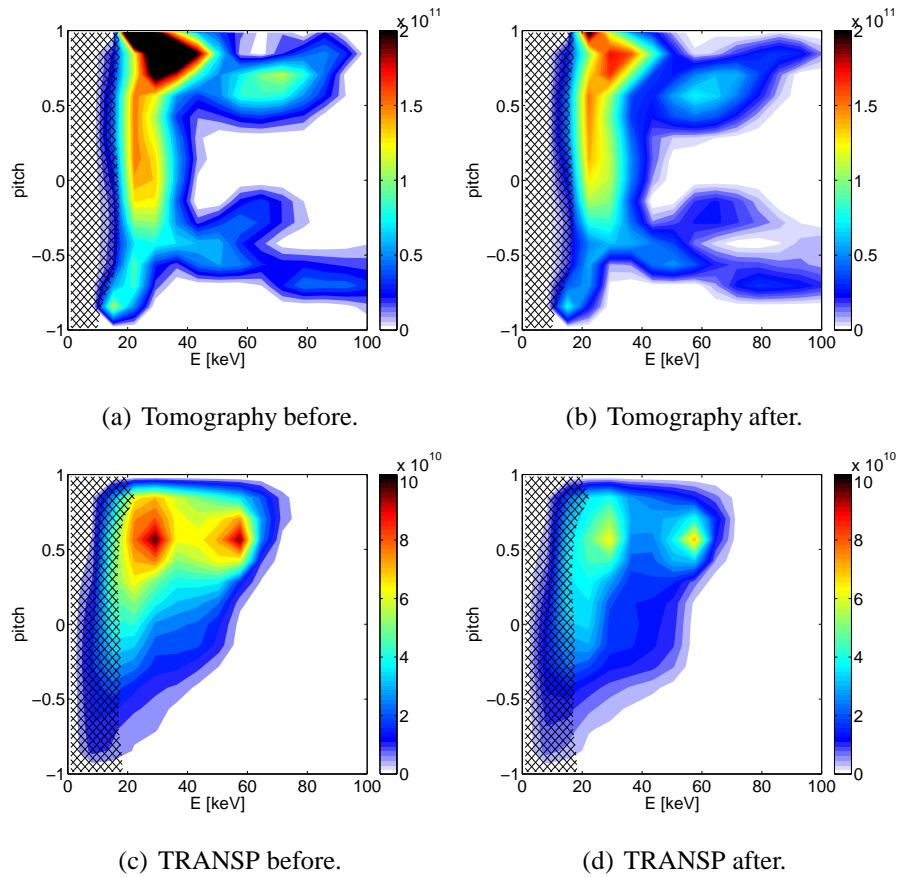 x 10^11
1
0.5
0
−0.5
−1
pitch
0 20 40 60 80 100
E [keV]
2
1.5
1
0.5
0
(a) Tomography before.
x 10^11
1
0.5
0
−0.5
−1
pitch
0 20 40 60 80 100
E [keV]
2
1.5
1
0.5
0
(b) Tomography after.
x 10^10
1
0.5
0
−0.5
−1
pitch
0 20 40 60 80 100
E [keV]
10
8
6
4
2
0
(c) TRANSP before.
x 10^10
1
0.5
0
−0.5
−1
pitch
0 20 40 60 80 100
E [keV]
10
8
6
4
2
0
(d) TRANSP after.